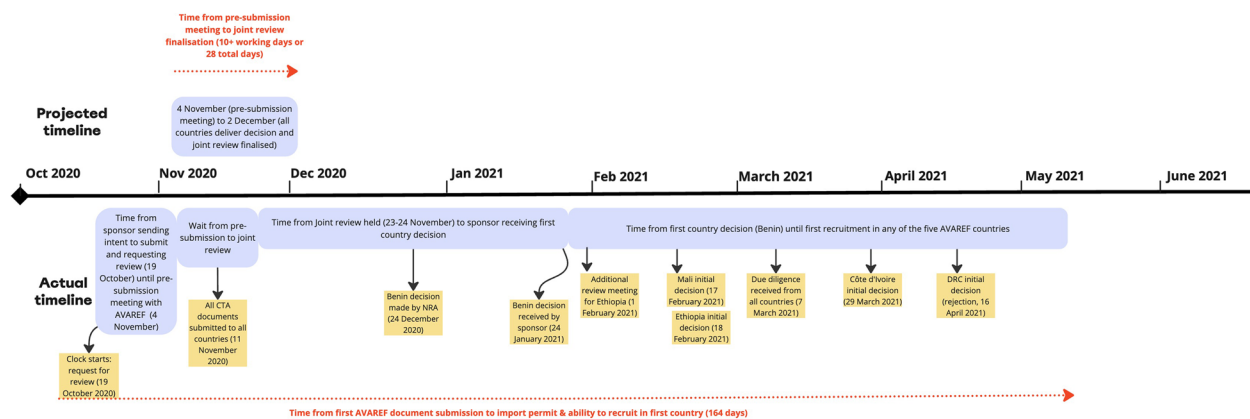 Time from pre-submission
meeting to joint review
finalisation (10+ working days or
28 total days)
Projected
timeline
4 November (pre-submission
meeting) to 2 December (all
countries deliver decision and
joint review finalised)
Oct 2020
Nov 2020
Dec 2020
Jan 2021
Feb 2021
March 2021
April 2021
May 2021
June 2021
Actual
timeline
Time from
sponsor sending
intent to submit
and requesting
review (19
October) until pre-
submission
meeting with
AVAREF (4
November)
Wait from pre-
submission to joint
review
Time from Joint review held (23-24 November) to sponsor receiving first
country decision
Time from first country decision (Benin) until first recruitment in any of the five AVAREF
countries
Clock starts:
request for
review (19
October 2020)
All CTA
documents
submitted to all
countries (11
November
2020)
Benin decision
made by NRA
(24 December
2020)
Benin decision
received by
sponsor (24
January 2021)
Additional
review meeting
for Ethiopia (1
February 2021)
Mali initial
decision (17
February 2021)
Ethiopia initial
decision (18
February 2021)
Due diligence
received from
all countries (7
March 2021)
Côte d'Ivoire
initial decision
(29 March 2021)
DRC initial
decision
(rejection, 16
April 2021)
Time from first AVAREF document submission to import permit & ability to recruit in first country (164 days)